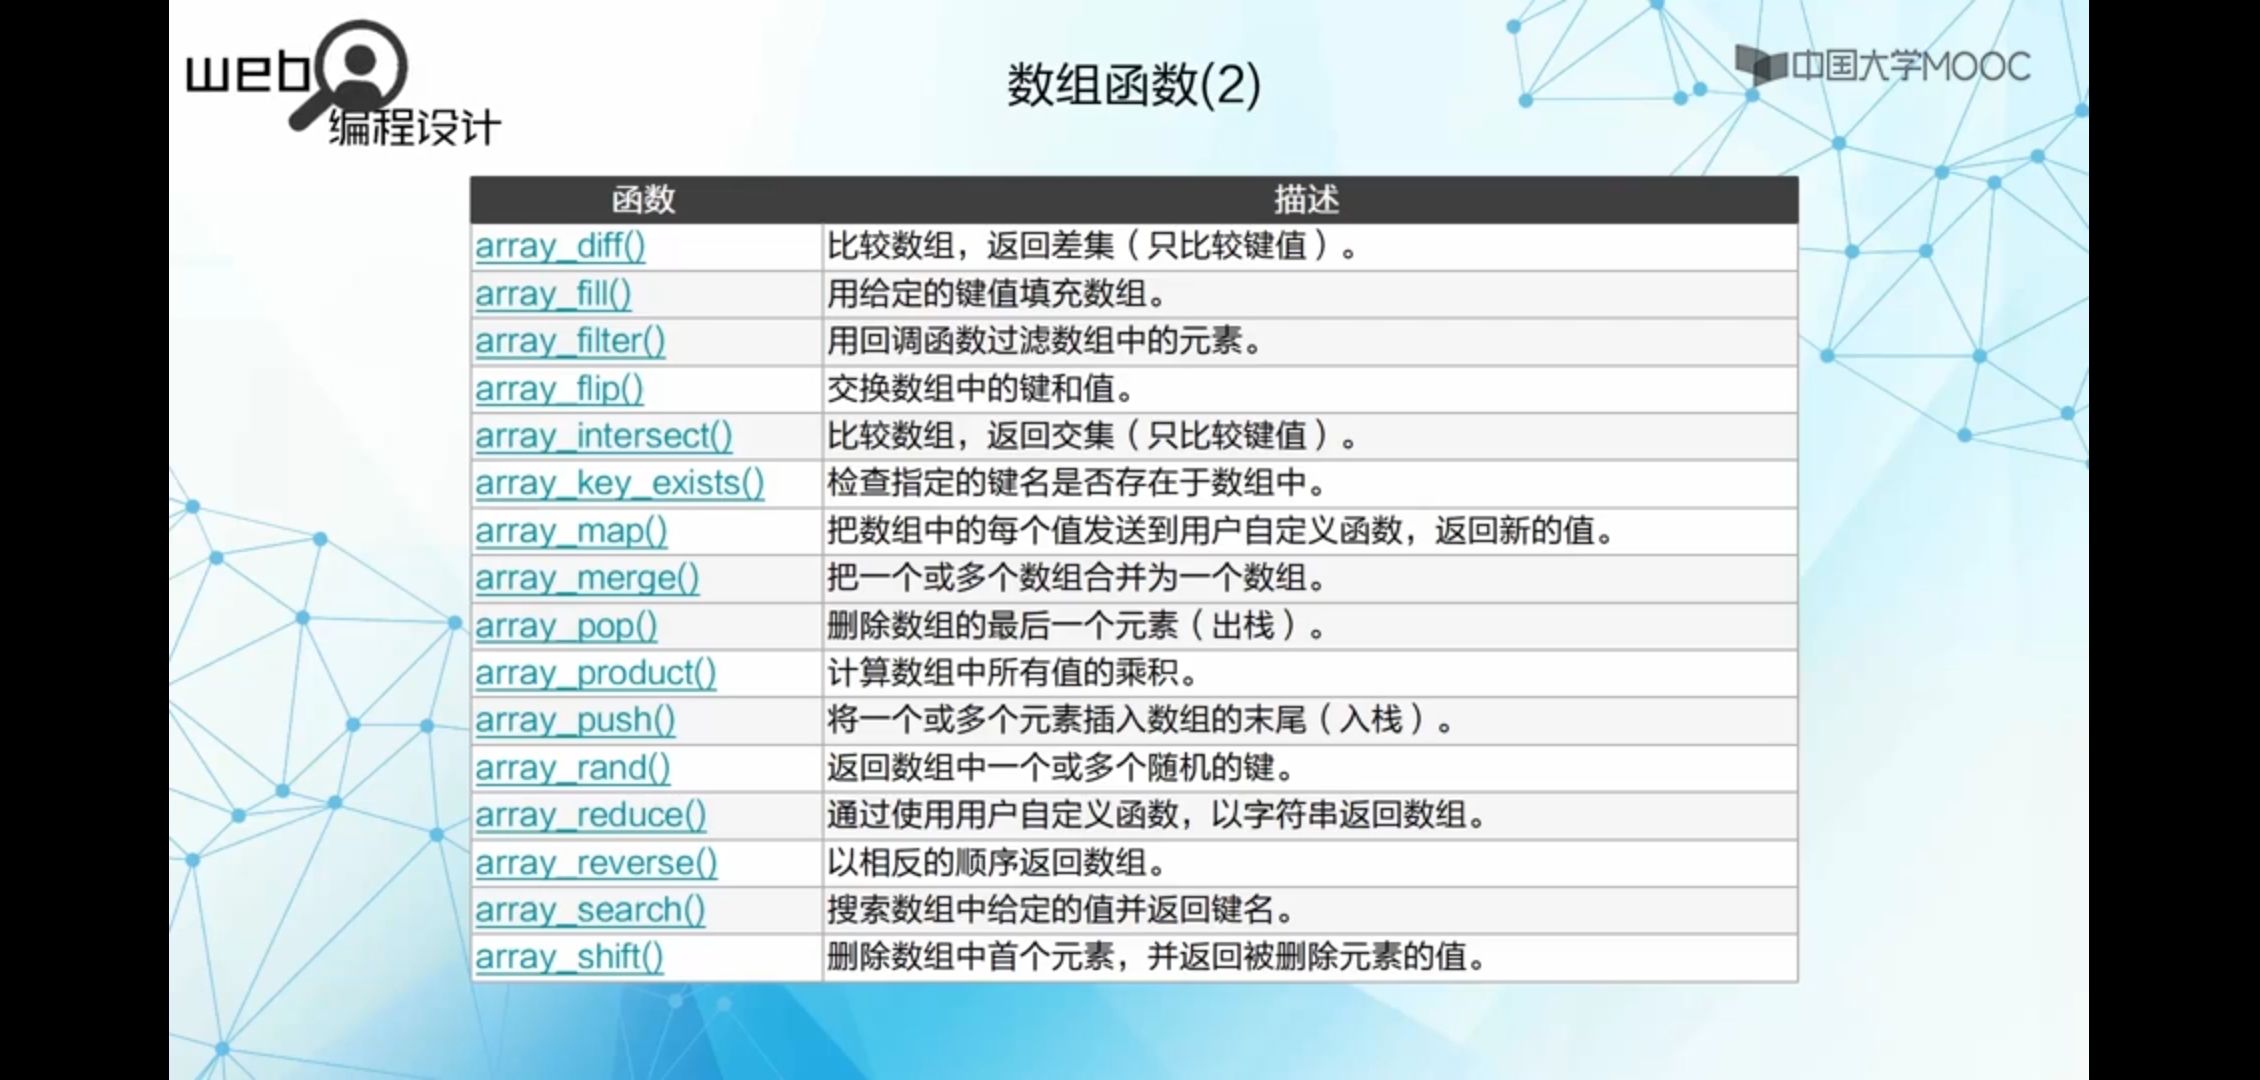 web
编程设计
数组函数(2)
中国大学MOOC
函数 描述
array_diff() 比较数组，返回差集（只比较键值）。
array_fill() 用给定的键值填充数组。
array_filter() 用回调函数过滤数组中的元素。
array_flip() 交换数组中的键和值。
array_intersect() 比较数组，返回交集（只比较键值）。
array_key_exists() 检查指定的键名是否存在于数组中。
array_map() 把数组中的每个值发送到用户自定义函数，返回新的值。
array_merge() 把一个或多个数组合并为一个数组。
array_pop() 删除数组的最后一个元素（出栈）。
array_product() 计算数组中所有值的乘积。
array_push() 将一个或多个元素插入数组的末尾（入栈）。
array_rand() 返回数组中一个或多个随机的键。
array_reduce() 通过使用用户自定义函数，以字符串返回数组。
array_reverse() 以相反的顺序返回数组。
array_search() 搜索数组中给定的值并返回键名。
array_shift() 删除数组中首个元素，并返回被删除元素的值。